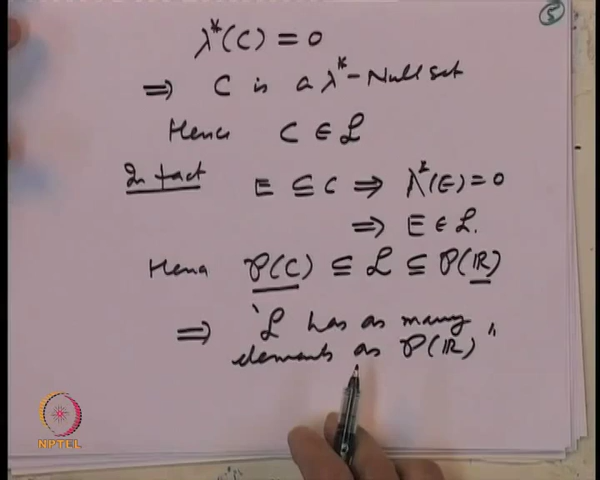 5
λ*(C) = 0
⇒ C is a λ*-Null set
Hence C ∈ ℒ
In fact E ⊆ C ⇒ λ*(E) = 0
⇒ E ∈ ℒ.
Hence 𝒫(C) ⊆ ℒ ⊆ 𝒫(ℝ)
⇒ "ℒ has as many
elements as 𝒫(ℝ)"
NPTEL